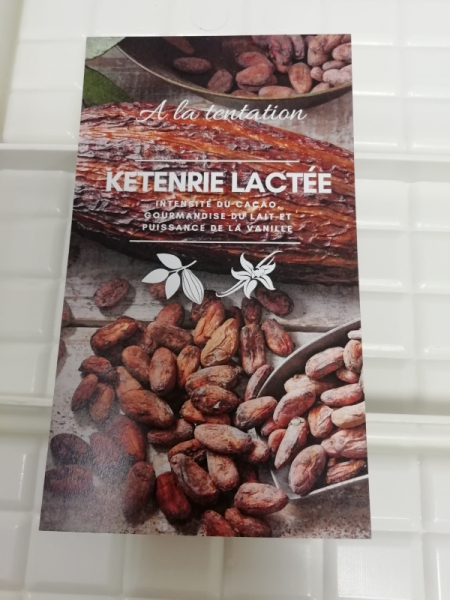 A la tentation
KETENRIE LACTÉE
INTENSITÉ DU CACAO,
GOURMANDISE DU LAIT ET
PUISSANCE DE LA VANILLE